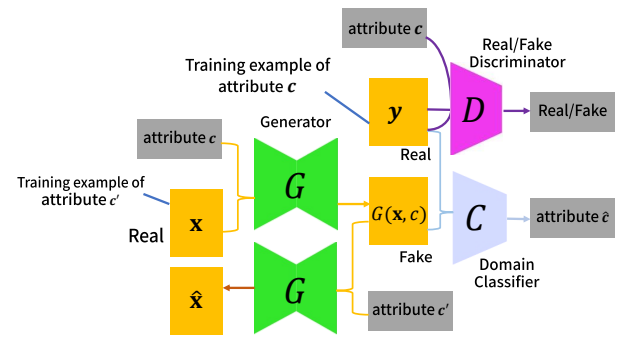 attribute c
Real/Fake
Discriminator
Training example of
attribute c
y
D
Real/Fake
Real
Generator
attribute c
G
Training example of
attribute c′
x
Real
G(x, c)
Fake
C
attribute ĉ
Domain
Classifier
x̂
G
attribute c′